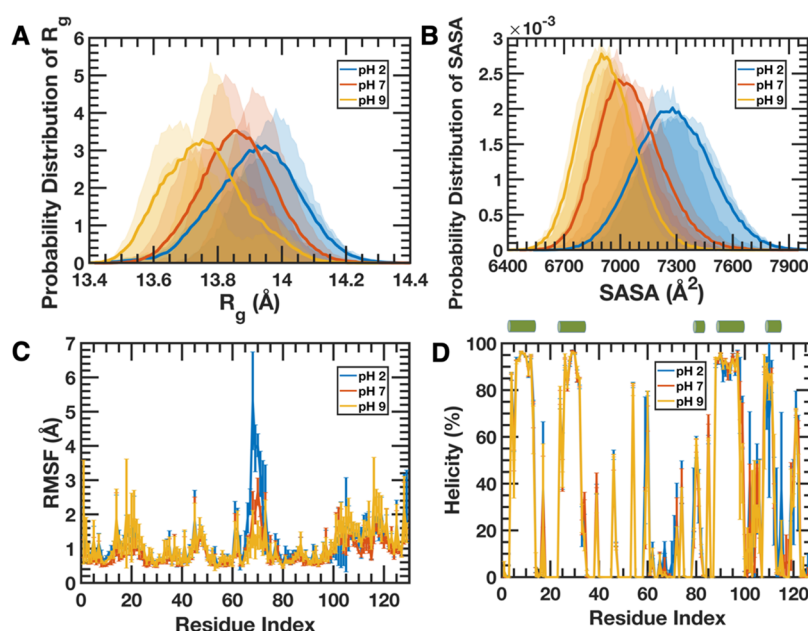 A
Probability Distribution of Rg
6
5
4
3
2
1
0
13.4 13.6 13.8 14 14.2 14.4
Rg (Å)
pH 2
pH 7
pH 9
B
Probability Distribution of SASA
×10⁻³
3
2.5
2
1.5
1
0.5
0
6400 6700 7000 7300 7600 7900
SASA (Å²)
pH 2
pH 7
pH 9
C
RMSF (Å)
7
6
5
4
3
2
1
0
0 20 40 60 80 100 120
Residue Index
pH 2
pH 7
pH 9
D
Helicity (%)
100
80
60
40
20
0
0 20 40 60 80 100 120
Residue Index
pH 2
pH 7
pH 9